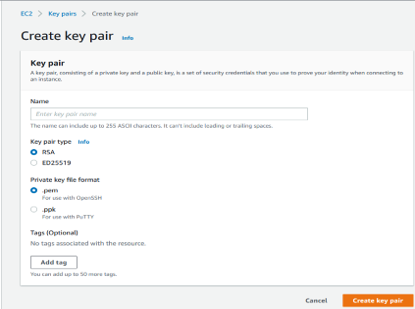 EC2 > Key pairs > Create key pair
Create key pair Info
Key pair
A key pair, consisting of a private key and a public key, is a set of security credentials that you use to prove your identity when connecting to
an instance.
Name
Enter key pair name
The name can include up to 255 ASCII characters. It can't include leading or trailing spaces.
Key pair type Info
RSA
ED25519
Private key file format
.pem
For use with OpenSSH
.ppk
For use with PuTTY
Tags (Optional)
No tags associated with the resource.
Add tag
You can add up to 50 more tags.
Cancel Create key pair